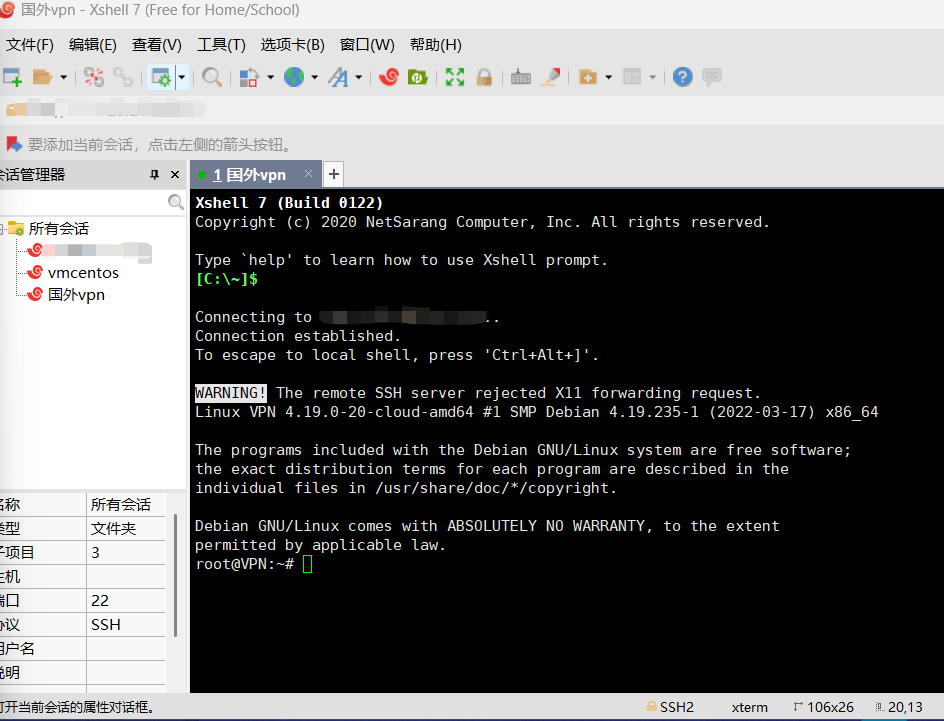 国外vpn - Xshell 7 (Free for Home/School)
文件(F) 编辑(E) 查看(V) 工具(T) 选项卡(B) 窗口(W) 帮助(H)
要添加当前会话，点击左侧的箭头按钮。
会话管理器
1 国外vpn
所有会话
vmcentos
国外vpn
Xshell 7 (Build 0122)
Copyright (c) 2020 NetSarang Computer, Inc. All rights reserved.
Type `help' to learn how to use Xshell prompt.
[C:\~]$
Connecting to ..
Connection established.
To escape to local shell, press 'Ctrl+Alt+]'.
WARNING! The remote SSH server rejected X11 forwarding request.
Linux VPN 4.19.0-20-cloud-amd64 #1 SMP Debian 4.19.235-1 (2022-03-17) x86_64
The programs included with the Debian GNU/Linux system are free software;
the exact distribution terms for each program are described in the
individual files in /usr/share/doc/*/copyright.
Debian GNU/Linux comes with ABSOLUTELY NO WARRANTY, to the extent
permitted by applicable law.
root@VPN:~#
名称 所有会话
类型 文件夹
子项目 3
主机
端口 22
协议 SSH
用户名
说明
打开当前会话的属性对话框。
SSH2 xterm 106x26 20,13